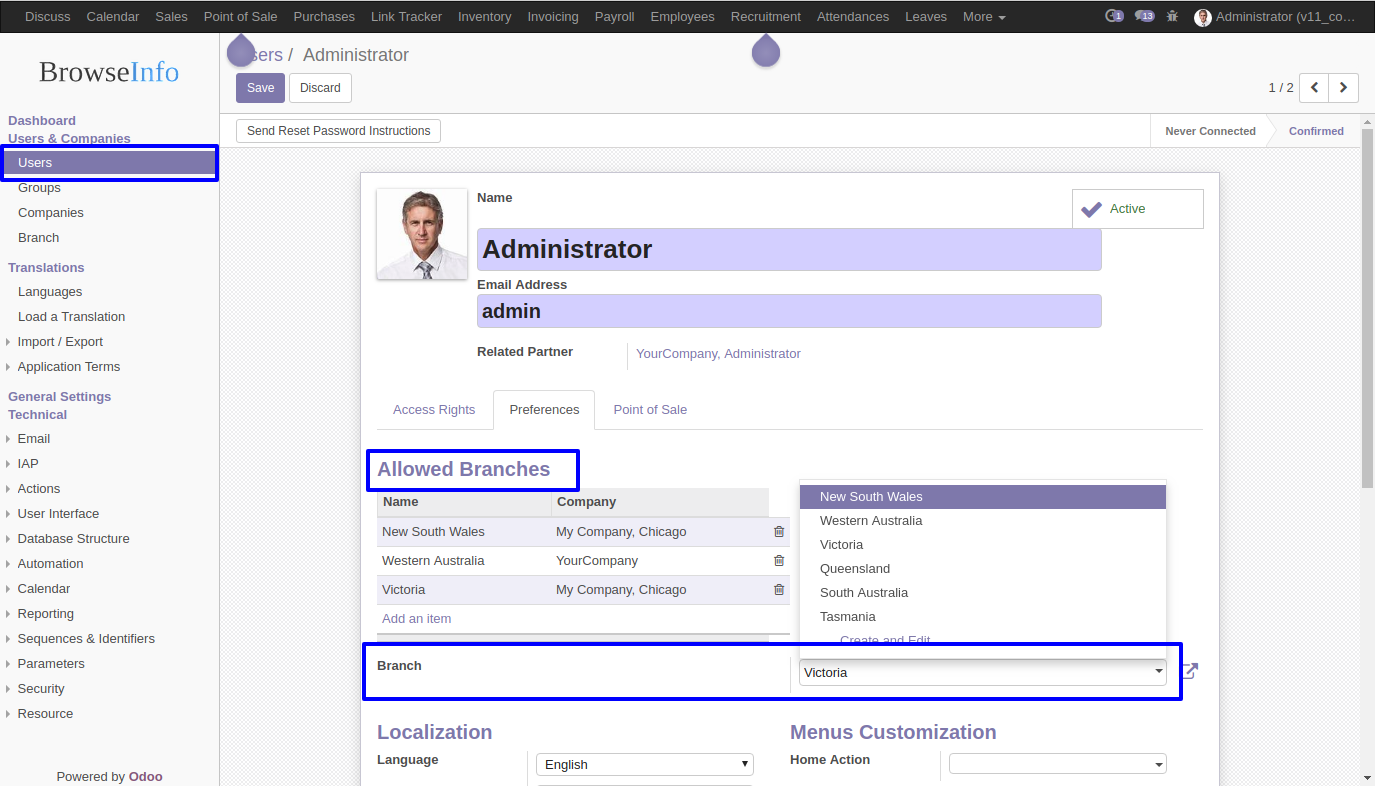 Discuss Calendar Sales Point of Sale Purchases Link Tracker Inventory Invoicing Payroll Employees Recruitment Attendances Leaves More 1 13 Administrator (v11_co…
BrowseInfo
Dashboard
Users & Companies
Users
Groups
Companies
Branch
Translations
Languages
Load a Translation
Import / Export
Application Terms
General Settings
Technical
Email
IAP
Actions
User Interface
Database Structure
Automation
Calendar
Reporting
Sequences & Identifiers
Parameters
Security
Resource
Powered by Odoo
sers / Administrator
Save Discard
1 / 2
Send Reset Password Instructions
Never Connected Confirmed
Name
Active
Administrator
Email Address
admin
Related Partner YourCompany, Administrator
Access Rights Preferences Point of Sale
Allowed Branches
Name Company
New South Wales My Company, Chicago
Western Australia YourCompany
Victoria My Company, Chicago
Add an item
New South Wales
Western Australia
Victoria
Queensland
South Australia
Tasmania
Create and Edit
Branch Victoria
Localization
Language English
Menus Customization
Home Action